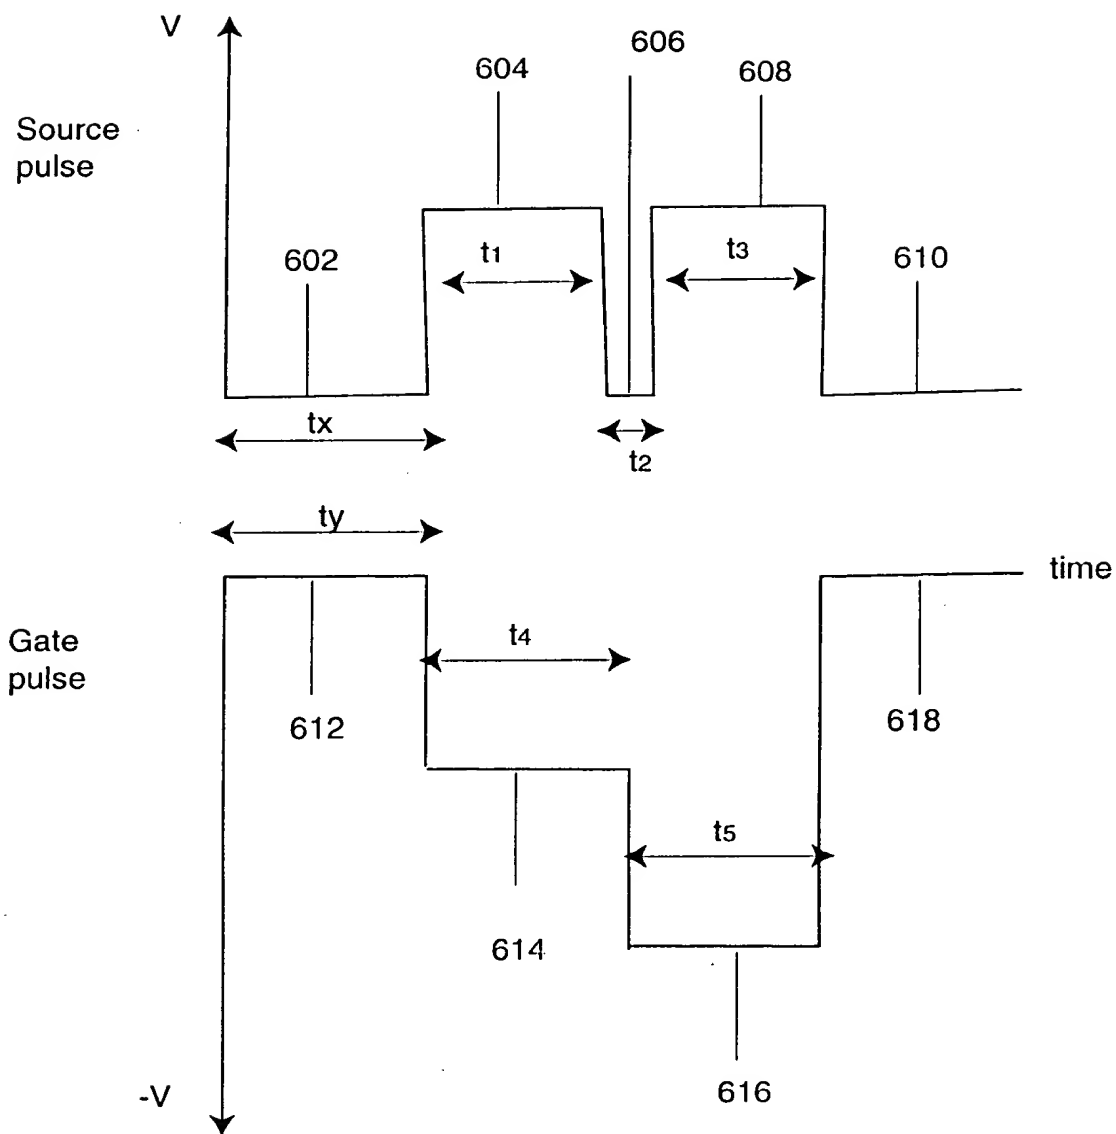 V
606
604
608
Source
pulse
t1
t3
602
610
tx
t2
ty
time
Gate
pulse
t4
612
618
t5
614
616
-V